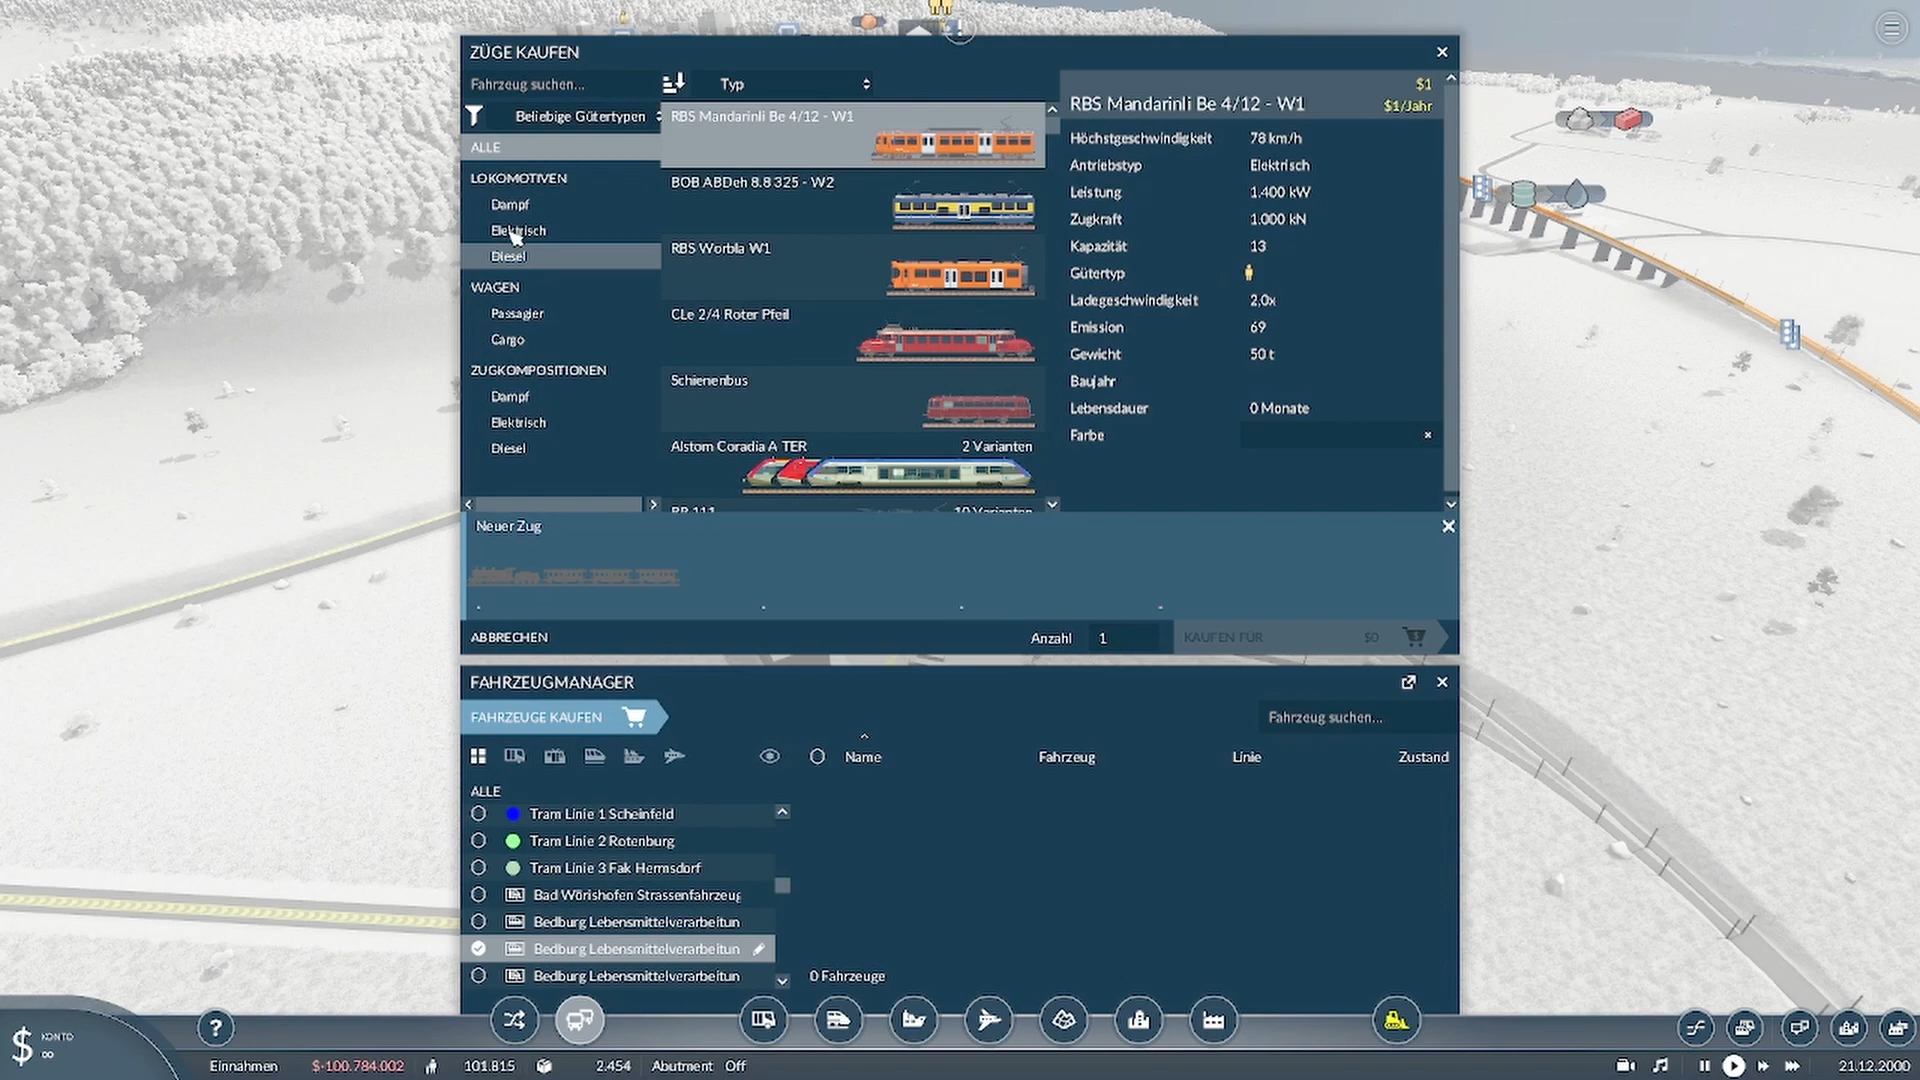 ZÜGE KAUFEN
Fahrzeug suchen...
Typ
Beliebige Gütertypen
ALLE
LOKOMOTIVEN
Dampf
Elektrisch
Diesel
WAGEN
Passagier
Cargo
ZUGKOMPOSITIONEN
Dampf
Elektrisch
Diesel
RBS Mandarinli Be 4/12 - W1
BOB ABDeh 8.8 325 - W2
RBS Worbla W1
CLe 2/4 Roter Pfeil
Schienenbus
Alstom Coradia A TER 2 Varianten
RBS Mandarinli Be 4/12 - W1
$1
$1/Jahr
Höchstgeschwindigkeit 78 km/h
Antriebstyp Elektrisch
Leistung 1.400 kW
Zugkraft 1.000 kN
Kapazität 13
Gütertyp
Ladegeschwindigkeit 2,0x
Emission 69
Gewicht 50 t
Baujahr
Lebensdauer 0 Monate
Farbe
Neuer Zug
ABBRECHEN
Anzahl 1
KAUFEN FÜR $0
FAHRZEUGMANAGER
FAHRZEUGE KAUFEN
Fahrzeug suchen...
Name Fahrzeug Linie Zustand
ALLE
Tram Linie 1 Scheinfeld
Tram Linie 2 Rotenburg
Tram Linie 3 Fak Hermsdorf
Bad Wörishofen Strassenfahrzeug
Bedburg Lebensmittelverarbeitun
Bedburg Lebensmittelverarbeitun
Bedburg Lebensmittelverarbeitun
0 Fahrzeuge
$ KONTO
∞
?
Einnahmen $-100.784.002 101.815 2.454 Abutment Off
21.12.2000